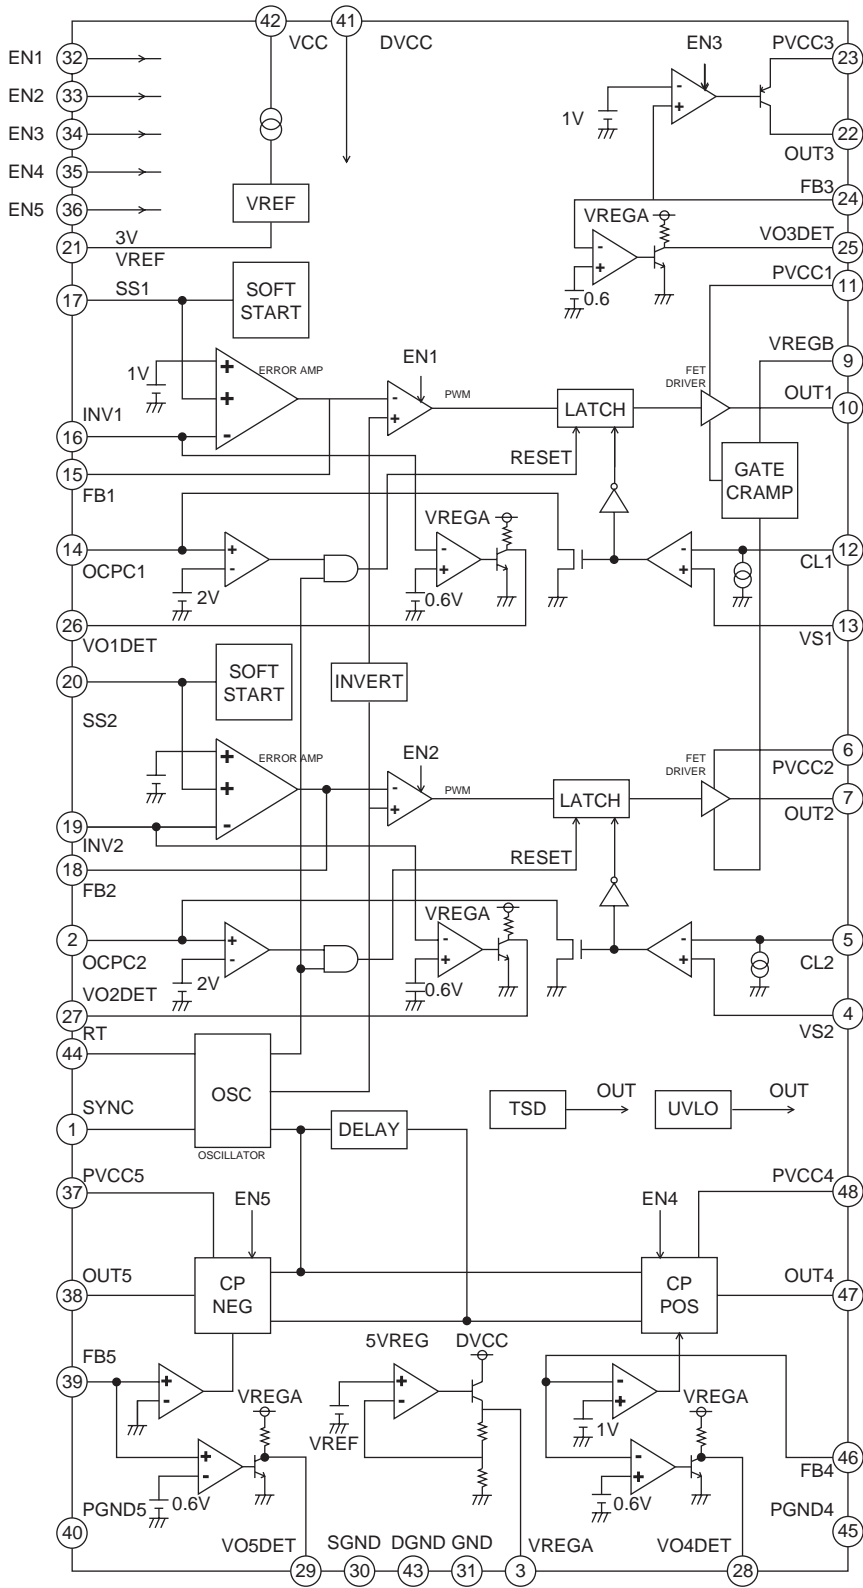 42 VCC
41 DVCC
EN1 32
EN2 33
EN3 34
EN4 35
EN5 36
VREF
21 3V
VREF
EN3
PVCC3
23
1V
-
+
22
OUT3
FB3
24
VREGA
VO3DET
25
-
+
0.6
PVCC1
11
17 SS1
SOFT
START
1V
ERROR AMP
+
+
-
EN1
-
+
PWM
LATCH
FET
DRIVER
VREGB
9
OUT1
10
INV1
16
15
FB1
RESET
GATE
CRAMP
14
OCPC1
+
-
2V
VREGA
-
+
0.6V
-
+
12
CL1
26
VO1DET
13
VS1
20
SS2
SOFT
START
INVERT
ERROR AMP
+
+
-
EN2
-
+
PWM
LATCH
FET
DRIVER
6
PVCC2
7
OUT2
19
INV2
18
FB2
RESET
2
OCPC2
+
-
2V
VREGA
-
+
0.6V
-
+
5
CL2
VO2DET
27
4
VS2
RT
44
OSC
OSCILLATOR
SYNC
1
DELAY
TSD
OUT
UVLO
OUT
PVCC5
37
EN5
EN4
PVCC4
48
OUT5
38
CP
NEG
CP
POS
OUT4
47
FB5
39
+
-
5VREG
DVCC
+
-
VREF
-
+
1V
VREGA
+
-
0.6V
VREGA
-
+
0.6V
46
FB4
PGND5
40
PGND4
45
VO5DET
29
SGND
30
DGND
43
GND
31
3
VREGA
VO4DET
28